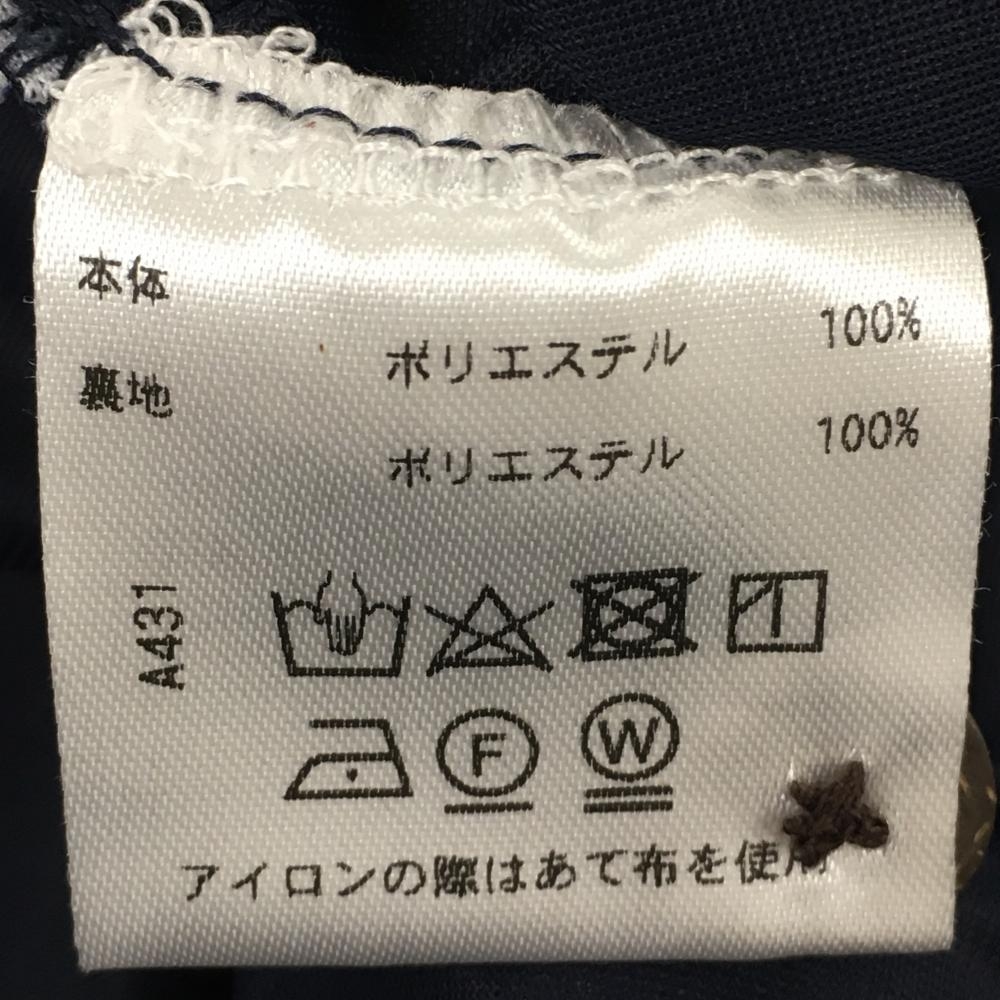 本体
ポリエステル 100%
裏地
ポリエステル 100%
A431
F W
アイロンの際はあて布を使用